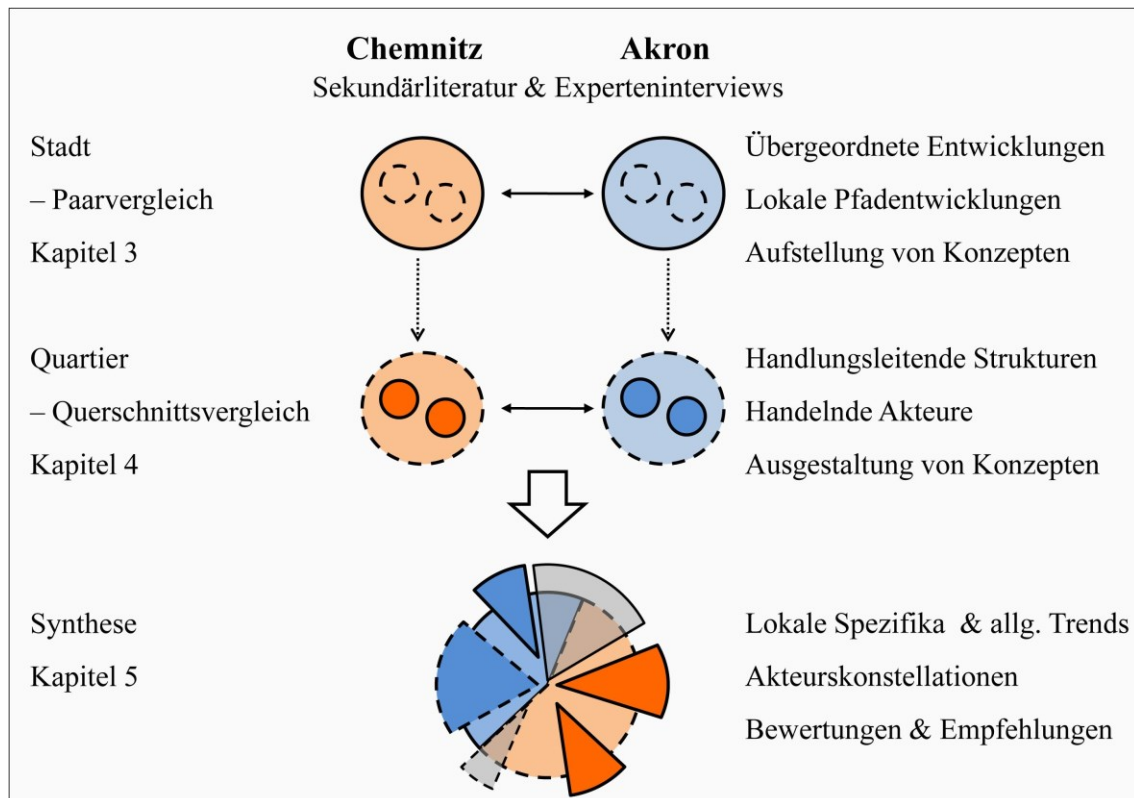 Chemnitz Akron
Sekundärliteratur & Experteninterviews
Stadt
– Paarvergleich
Kapitel 3
Übergeordnete Entwicklungen
Lokale Pfadentwicklungen
Aufstellung von Konzepten
Quartier
– Querschnittsvergleich
Kapitel 4
Handlungsleitende Strukturen
Handelnde Akteure
Ausgestaltung von Konzepten
Synthese
Kapitel 5
Lokale Spezifika & allg. Trends
Akteurskonstellationen
Bewertungen & Empfehlungen